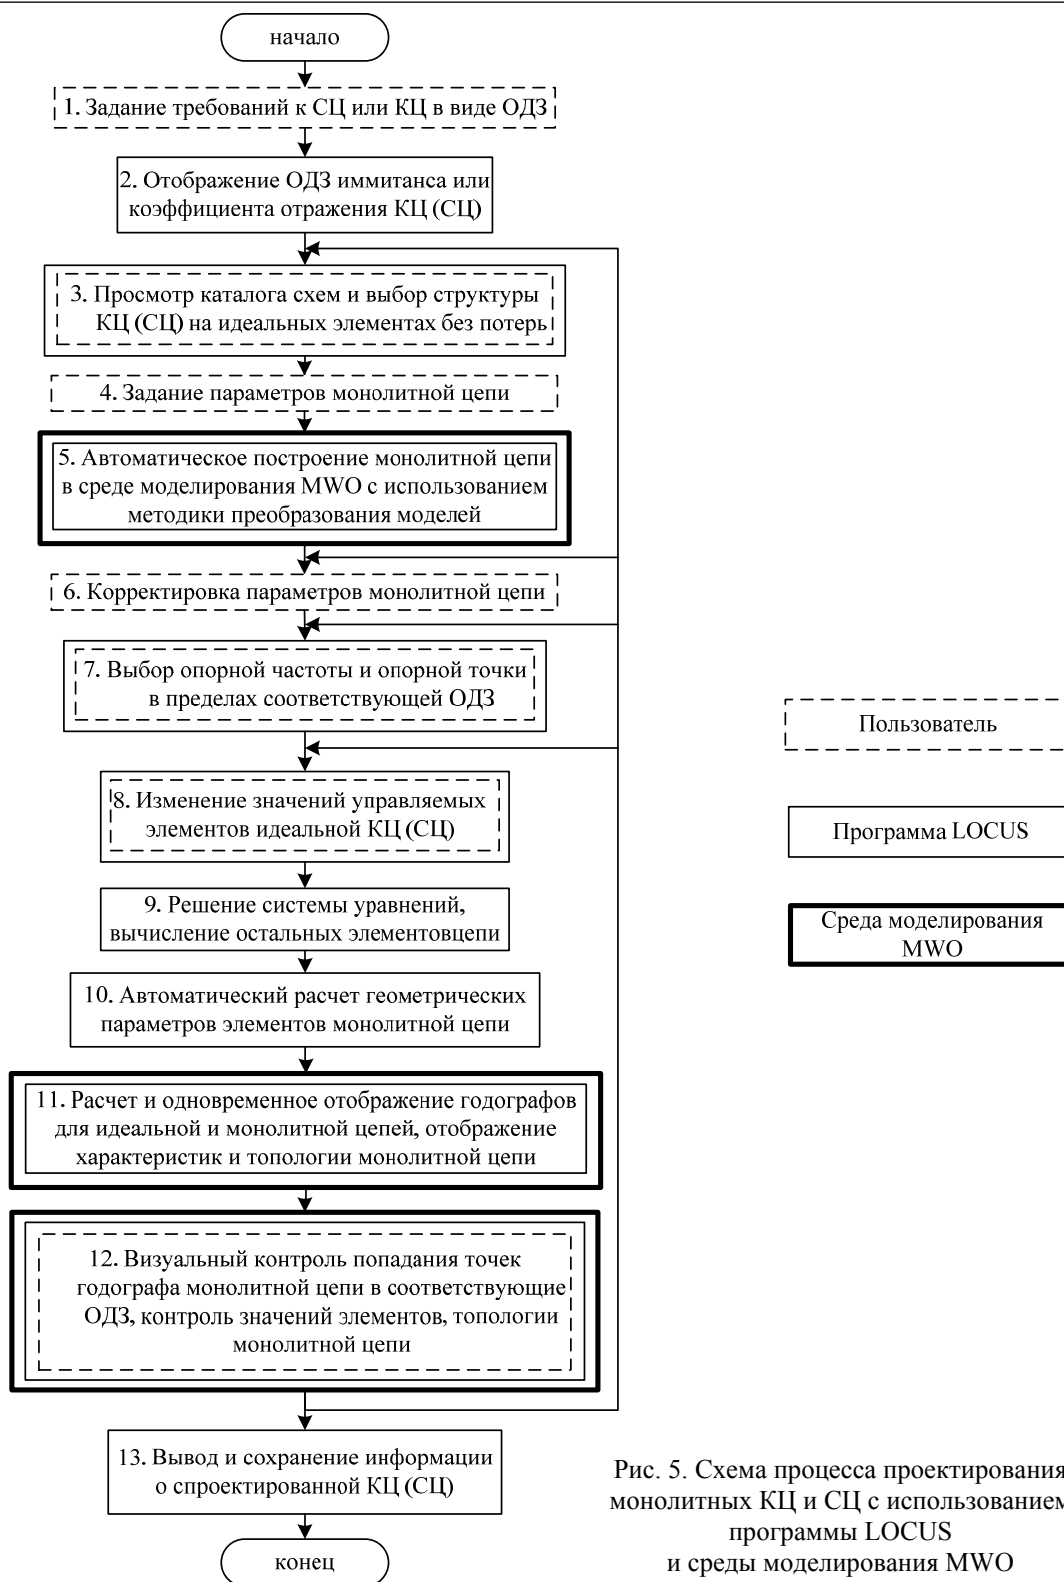 начало
1. Задание требований к СЦ или КЦ в виде ОДЗ
2. Отображение ОДЗ иммитанса или
коэффициента отражения КЦ (СЦ)
3. Просмотр каталога схем и выбор структуры
КЦ (СЦ) на идеальных элементах без потерь
4. Задание параметров монолитной цепи
5. Автоматическое построение монолитной цепи
в среде моделирования MWO с использованием
методики преобразования моделей
6. Корректировка параметров монолитной цепи
7. Выбор опорной частоты и опорной точки
в пределах соответствующей ОДЗ
8. Изменение значений управляемых
элементов идеальной КЦ (СЦ)
9. Решение системы уравнений,
вычисление остальных элементовцепи
10. Автоматический расчет геометрических
параметров элементов монолитной цепи
11. Расчет и одновременное отображение годографов
для идеальной и монолитной цепей, отображение
характеристик и топологии монолитной цепи
12. Визуальный контроль попадания точек
годографа монолитной цепи в соответствующие
ОДЗ, контроль значений элементов, топологии
монолитной цепи
13. Вывод и сохранение информации
о спроектированной КЦ (СЦ)
конец
Пользователь
Программа LOCUS
Среда моделирования
MWO
Рис. 5. Схема процесса проектирования
монолитных КЦ и СЦ с использованием
программы LOCUS
и среды моделирования MWO